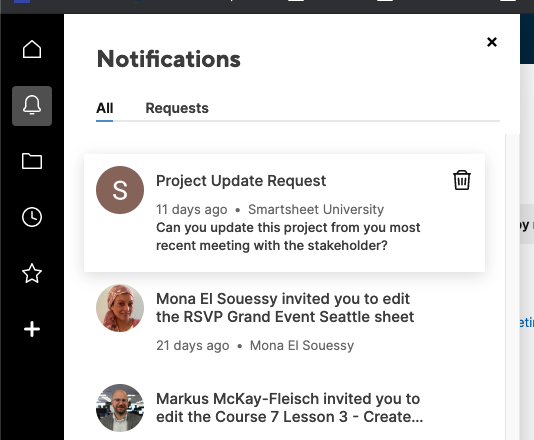 Notifications
All Requests
S
Project Update Request
11 days ago • Smartsheet University
Can you update this project from you most
recent meeting with the stakeholder?
Mona El Souessy invited you to edit
the RSVP Grand Event Seattle sheet
21 days ago • Mona El Souessy
Markus McKay-Fleisch invited you to
edit the Course 7 Lesson 3 - Create...